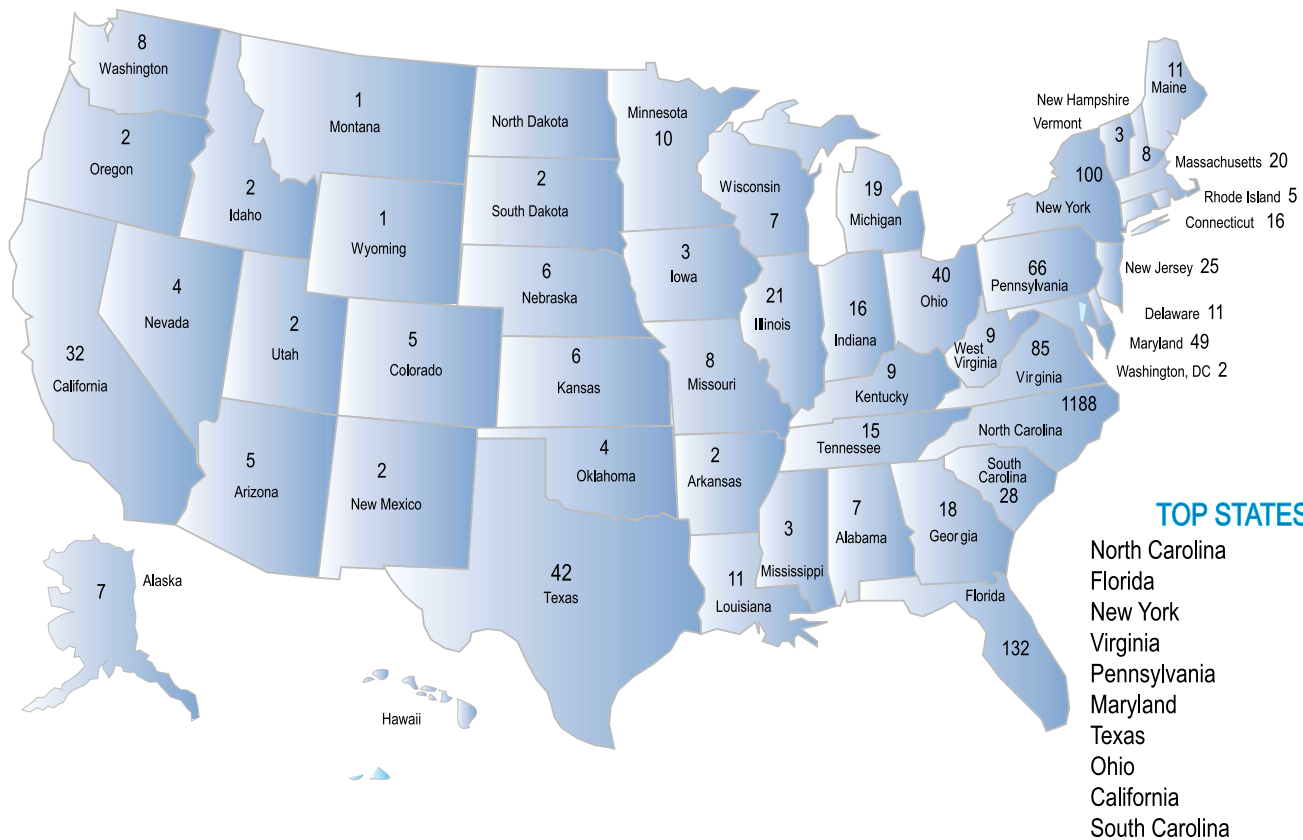 8
Washington
2
Oregon
32
California
4
Nevada
2
Idaho
1
Montana
1
Wyoming
2
Utah
5
Colorado
5
Arizona
2
New Mexico
North Dakota
2
South Dakota
6
Nebraska
6
Kansas
4
Oklahoma
42
Texas
Minnesota
10
3
Iowa
8
Missouri
2
Arkansas
11
Louisiana
Wisconsin
7
21
Illinois
19
Michigan
16
Indiana
40
Ohio
9
Kentucky
15
Tennessee
3
Mississippi
7
Alabama
18
Georgia
Florida
132
South
Carolina
28
1188
North Carolina
85
Virginia
9
West
Virginia
66
Pennsylvania
100
New York
New Hampshire
Vermont
3
8
11
Maine
Massachusetts 20
Rhode Island 5
Connecticut 16
New Jersey 25
Delaware 11
Maryland 49
Washington, DC 2
7
Alaska
Hawaii
TOP STATES
North Carolina
Florida
New York
Virginia
Pennsylvania
Maryland
Texas
Ohio
California
South Carolina